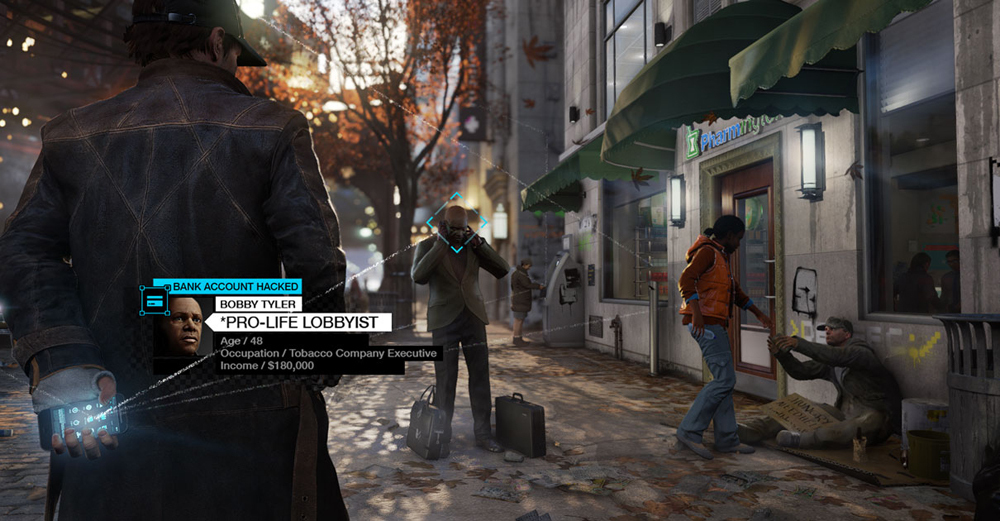 BANK ACCOUNT HACKED
BOBBY TYLER
*PRO-LIFE LOBBYIST
Age / 48
Occupation / Tobacco Company Executive
Income / $180,000